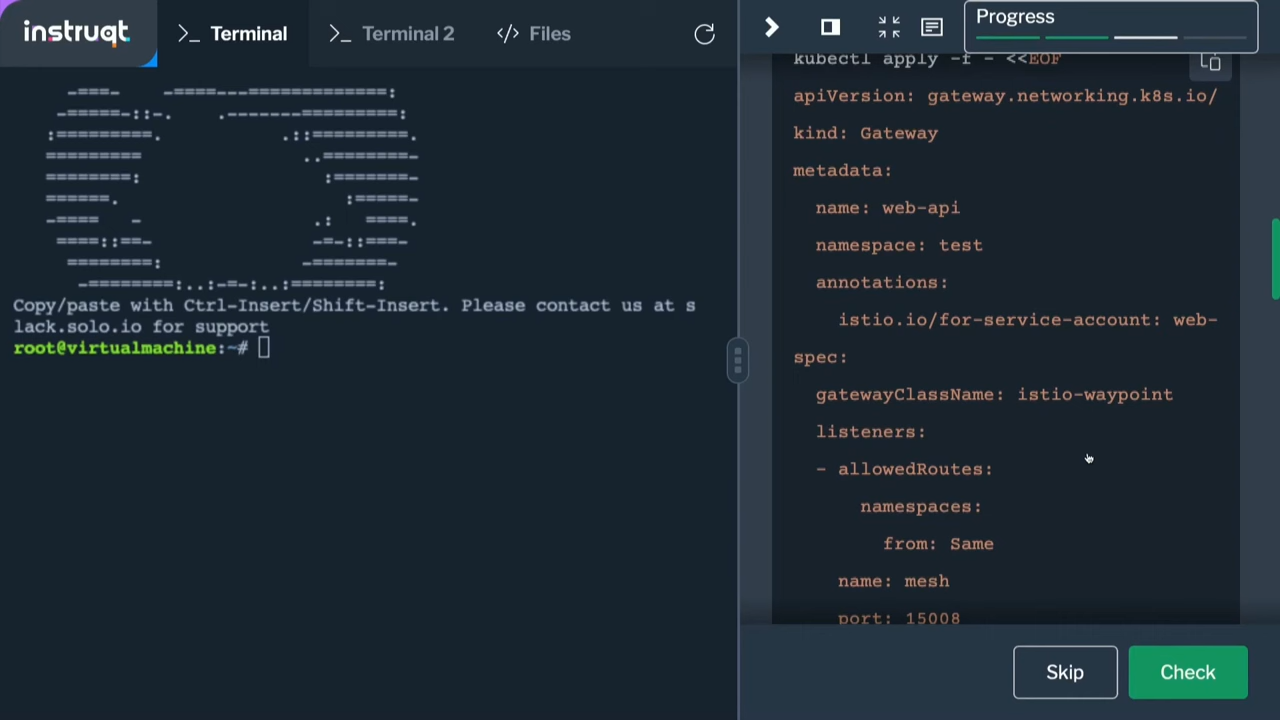 instruqt
>_ Terminal
>_ Terminal 2
</> Files
Progress
-===-    -====---=============:
-=====-::-.    .-------=========:
:=========.           .::=========.
=========               ..========-
========:                 :=======-
======.                     :=====-
-====   -                .:   ====.
====::==-              -=-::===-
========:             -=======-
-========:..:-=-:..:========:
Copy/paste with Ctrl-Insert/Shift-Insert. Please contact us at s
lack.solo.io for support
root@virtualmachine:~#
kubectl apply -f - <<EOF
apiVersion: gateway.networking.k8s.io/
kind: Gateway
metadata:
  name: web-api
  namespace: test
  annotations:
    istio.io/for-service-account: web-
spec:
  gatewayClassName: istio-waypoint
  listeners:
  - allowedRoutes:
      namespaces:
        from: Same
    name: mesh
    port: 15008
Skip
Check